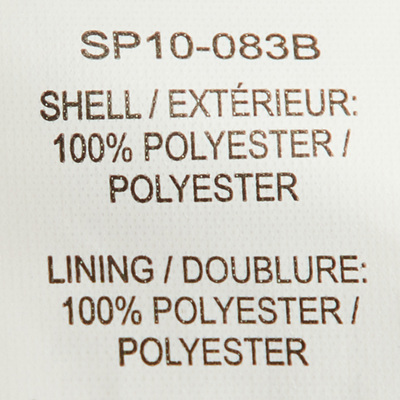 SP10-083B
SHELL / EXTÉRIEUR:
100% POLYESTER /
POLYESTER
LINING / DOUBLURE:
100% POLYESTER /
POLYESTER